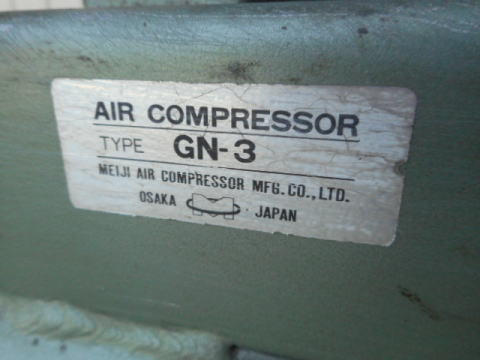 AIR COMPRESSOR
TYPE GN-3
MEIJI AIR COMPRESSOR MFG.CO.,LTD.
OSAKA M JAPAN